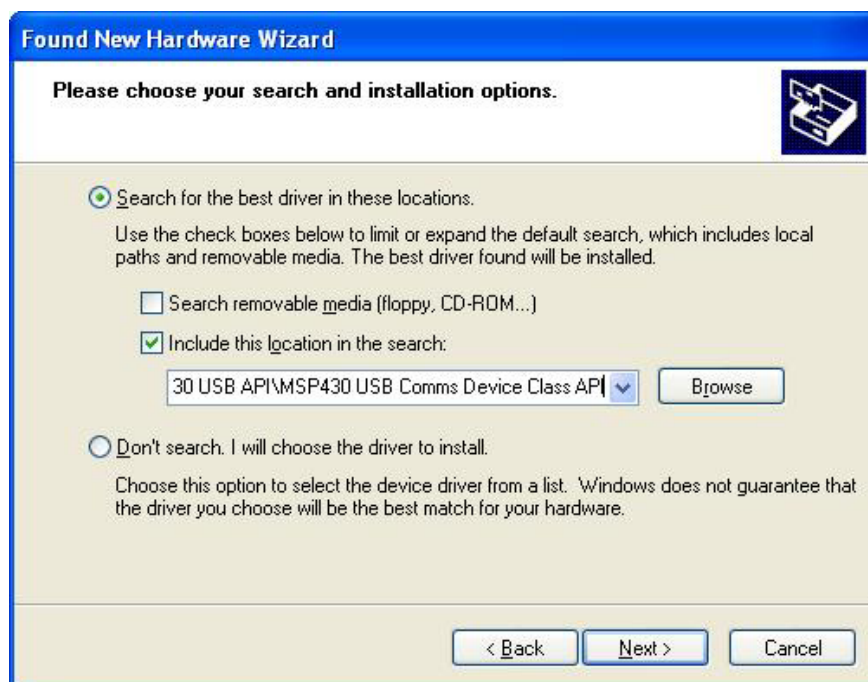 Found New Hardware Wizard
Please choose your search and installation options.
Search for the best driver in these locations.
Use the check boxes below to limit or expand the default search, which includes local
paths and removable media. The best driver found will be installed.
Search removable media (floppy, CD-ROM...)
Include this location in the search:
30 USB API\MSP430 USB Comms Device Class API
Browse
Don't search. I will choose the driver to install.
Choose this option to select the device driver from a list. Windows does not guarantee that
the driver you choose will be the best match for your hardware.
< Back
Next >
Cancel